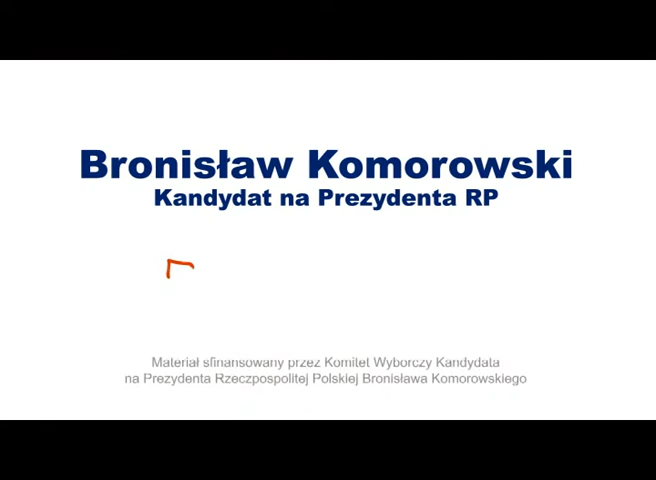 Bronisław Komorowski
Kandydat na Prezydenta RP
Materiał sfinansowany przez Komitet Wyborczy Kandydata
na Prezydenta Rzeczpospolitej Polskiej Bronisława Komorowskiego